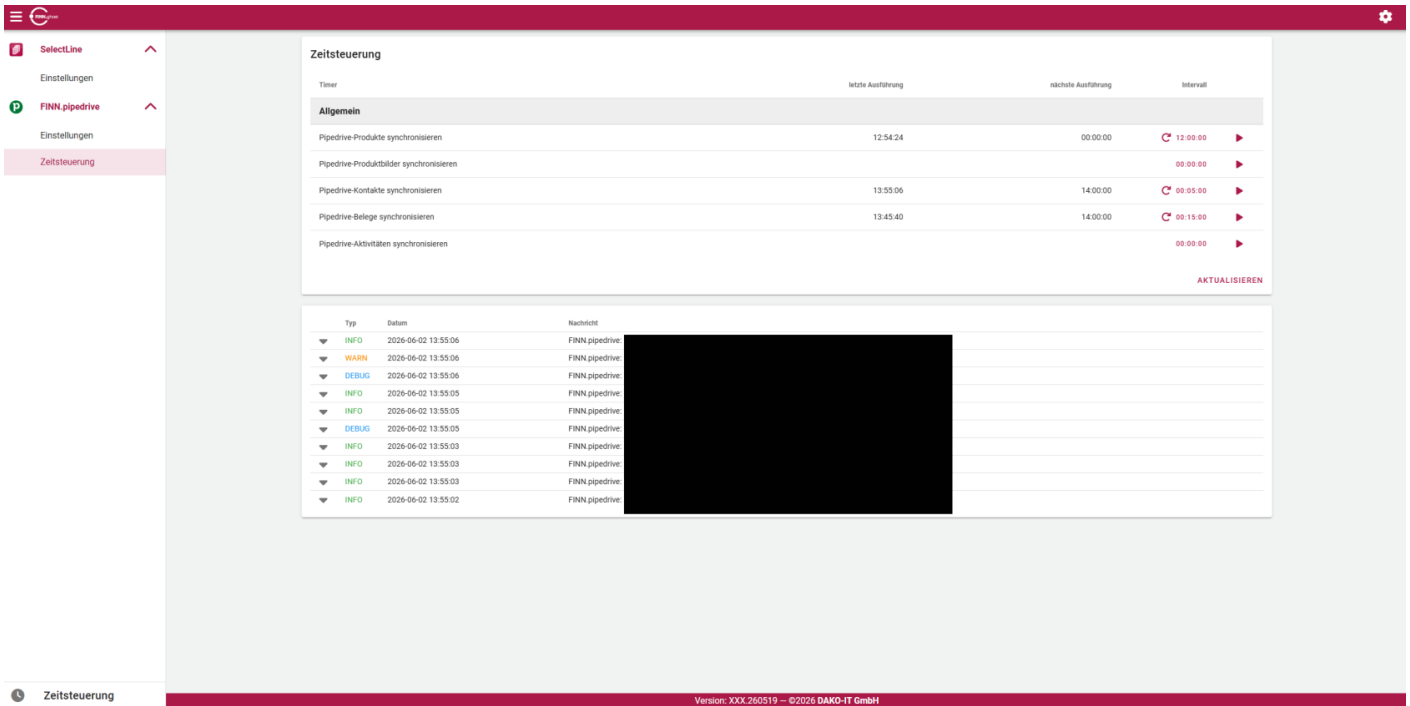 SelectLine
Einstellungen
FINN.pipedrive
Einstellungen
Zeitsteuerung
Zeitsteuerung
Timer letzte Ausführung nächste Ausführung Intervall
Allgemein
Pipedrive-Produkte synchronisieren 12:54:24 00:00:00 12:00:00
Pipedrive-Produktbilder synchronisieren 00:00:00
Pipedrive-Kontakte synchronisieren 13:55:06 14:00:00 00:05:00
Pipedrive-Belege synchronisieren 13:45:40 14:00:00 00:15:00
Pipedrive-Aktivitäten synchronisieren 00:00:00
AKTUALISIEREN
Typ Datum Nachricht
INFO 2026-06-02 13:55:06 FINN.pipedrive:
WARN 2026-06-02 13:55:06 FINN.pipedrive:
DEBUG 2026-06-02 13:55:06 FINN.pipedrive:
INFO 2026-06-02 13:55:05 FINN.pipedrive:
INFO 2026-06-02 13:55:05 FINN.pipedrive:
DEBUG 2026-06-02 13:55:05 FINN.pipedrive:
INFO 2026-06-02 13:55:03 FINN.pipedrive:
INFO 2026-06-02 13:55:03 FINN.pipedrive:
INFO 2026-06-02 13:55:03 FINN.pipedrive:
INFO 2026-06-02 13:55:02 FINN.pipedrive:
Zeitsteuerung
Version: XXX.260519 — ©2026 DAKO-IT GmbH